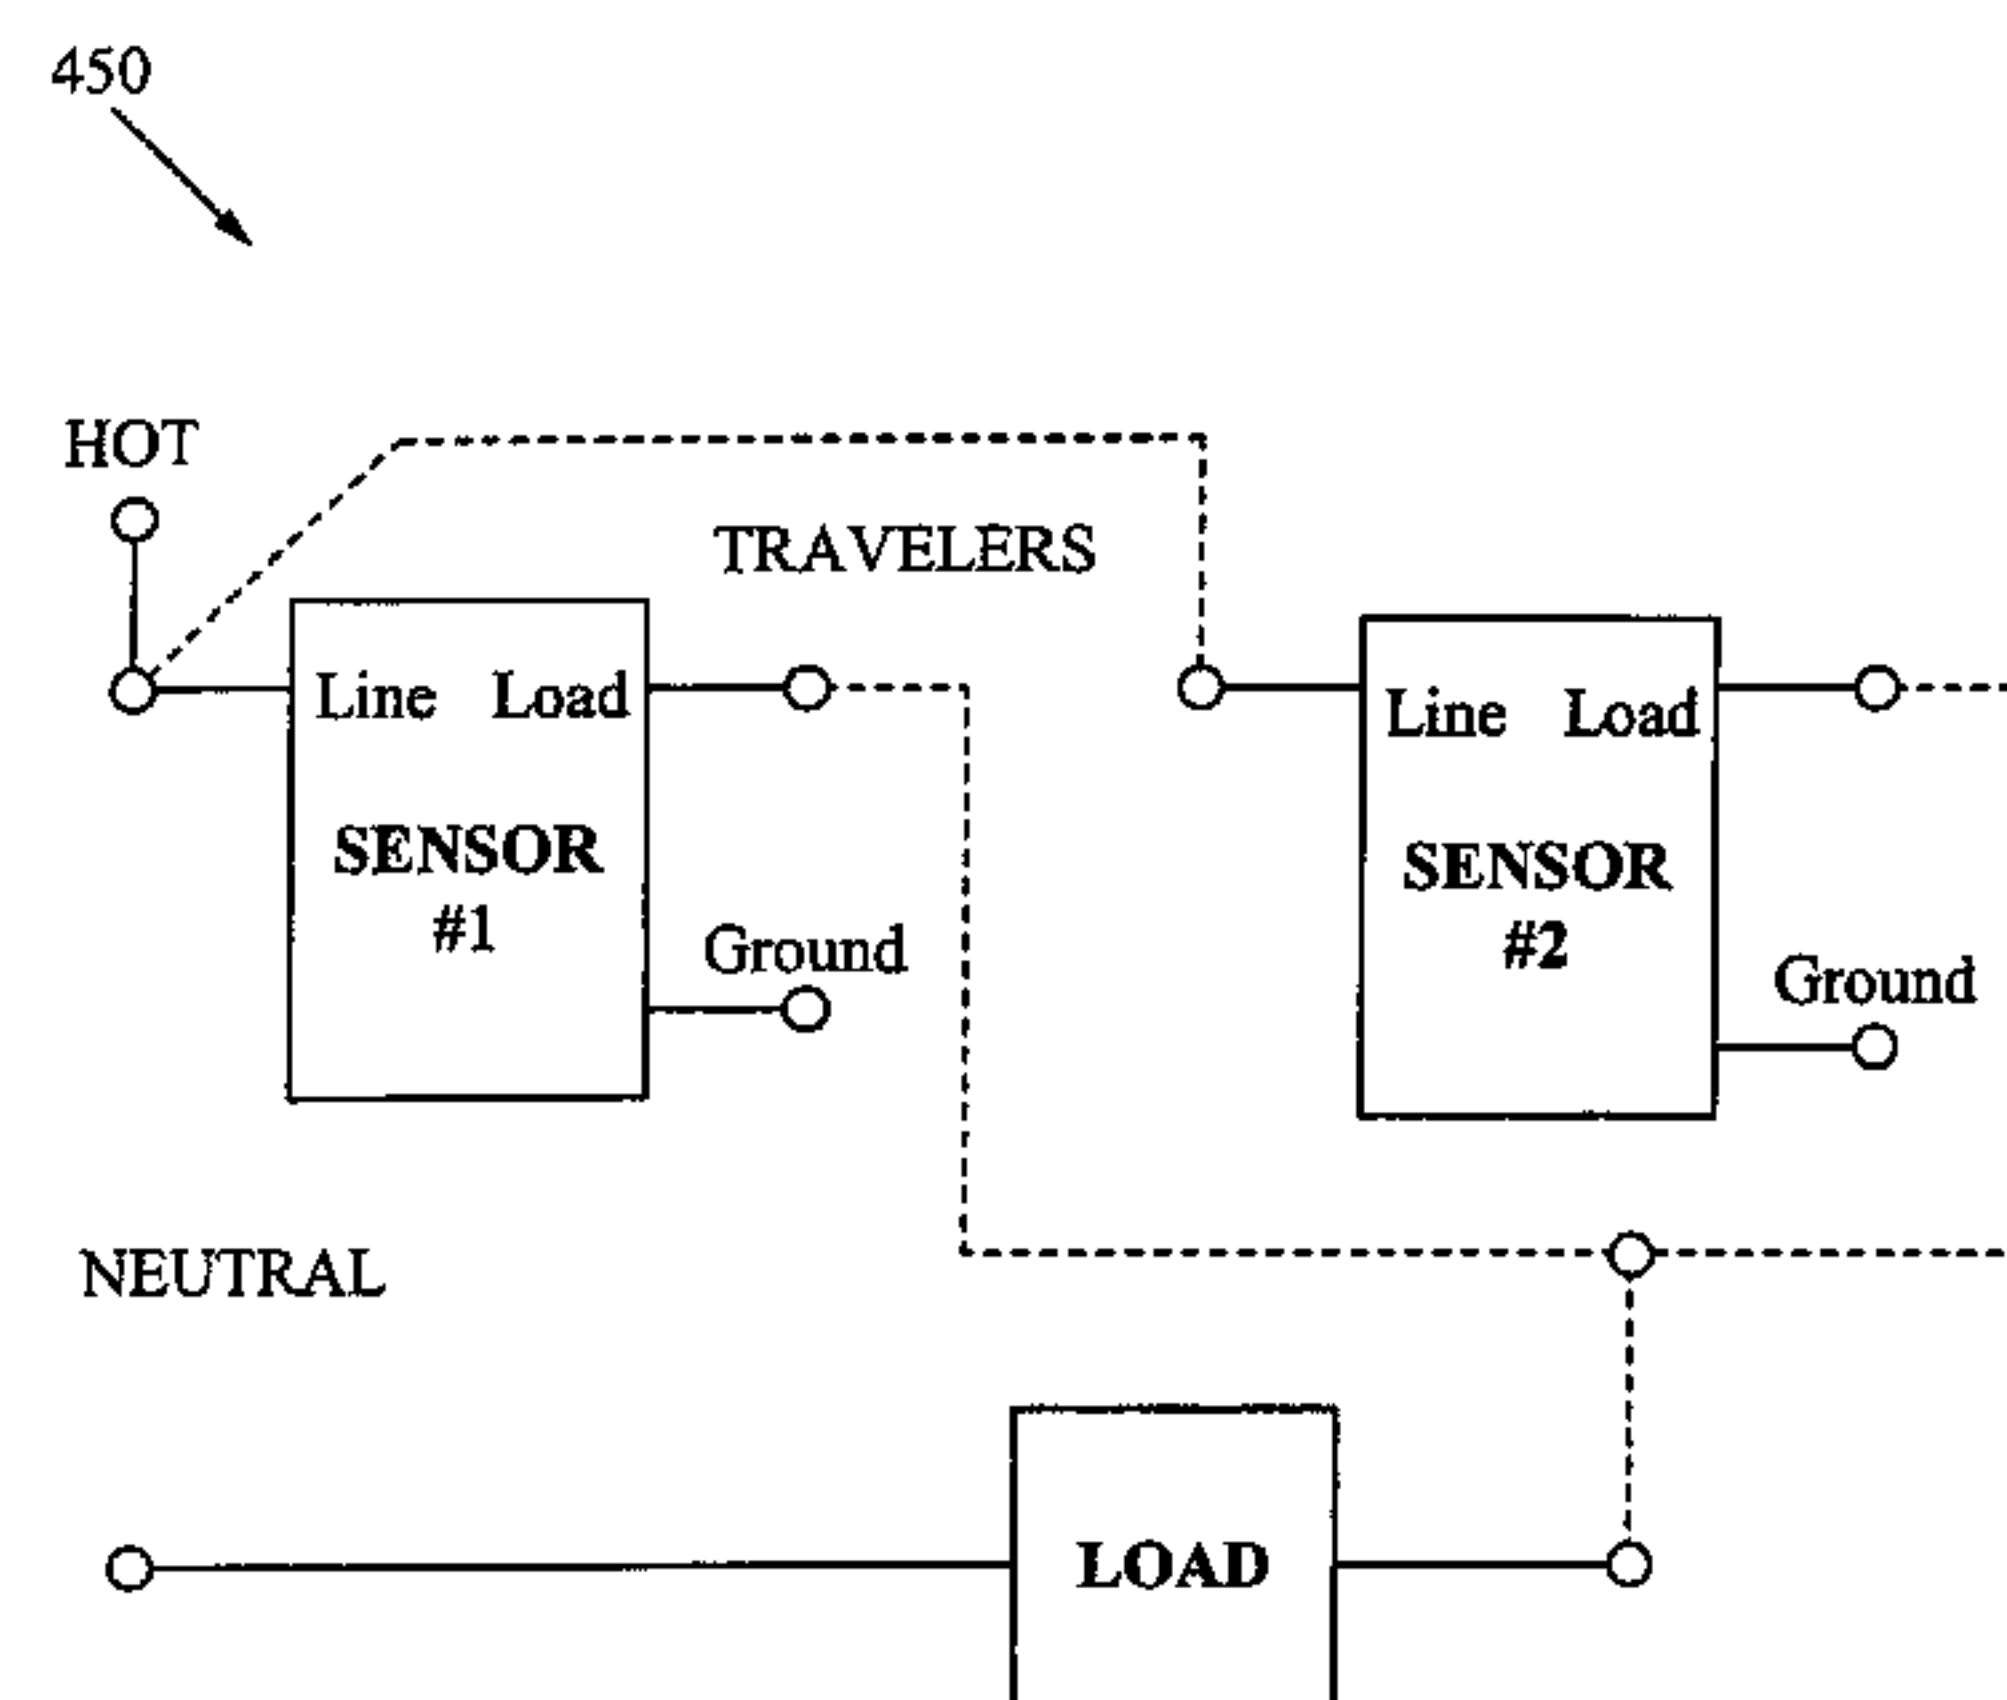 450
HOT
TRAVELERS
Line Load
SENSOR
#1
Ground
Line Load
SENSOR
#2
Ground
NEUTRAL
LOAD